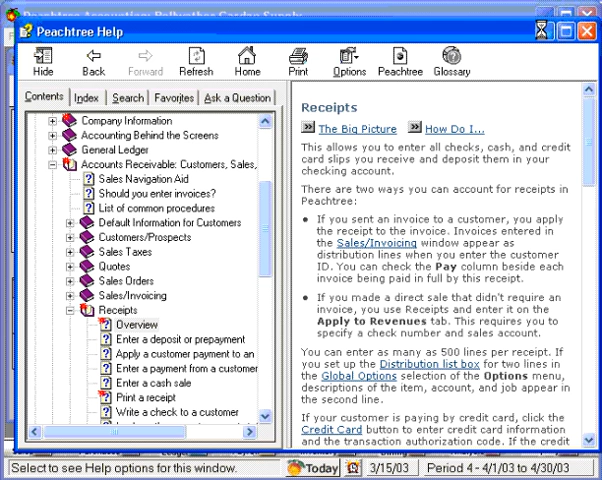 Peachtree Accounting: Bellwether Garden Supply
Peachtree Help
Hide Back Forward Refresh Home Print Options Peachtree Glossary
Contents Index Search Favorites Ask a Question
Company Information
Accounting Behind the Screens
General Ledger
Accounts Receivable: Customers, Sales,
Sales Navigation Aid
Should you enter invoices?
List of common procedures
Default Information for Customers
Customers/Prospects
Sales Taxes
Quotes
Sales Orders
Sales/Invoicing
Receipts
Overview
Enter a deposit or prepayment
Apply a customer payment to an
Enter a payment from a customer
Enter a cash sale
Print a receipt
Write a check to a customer
Receipts
The Big Picture How Do I...
This allows you to enter all checks, cash, and credit
card slips you receive and deposit them in your
checking account.
There are two ways you can account for receipts in
Peachtree:
• If you sent an invoice to a customer, you apply
the receipt to the invoice. Invoices entered in
the Sales/Invoicing window appear as
distribution lines when you enter the customer
ID. You can check the Pay column beside each
invoice being paid in full by this receipt.
• If you made a direct sale that didn't require an
invoice, you use Receipts and enter it on the
Apply to Revenues tab. This requires you to
specify a check number and sales account.
You can enter as many as 500 lines per receipt. If
you set up the Distribution list box for two lines in
the Global Options selection of the Options menu,
descriptions of the item, account, and job appear in
the second line.
If your customer is paying by credit card, click the
Credit Card button to enter credit card information
and the transaction authorization code. If the credit
Select to see Help options for this window. Today 3/15/03 Period 4 - 4/1/03 to 4/30/03